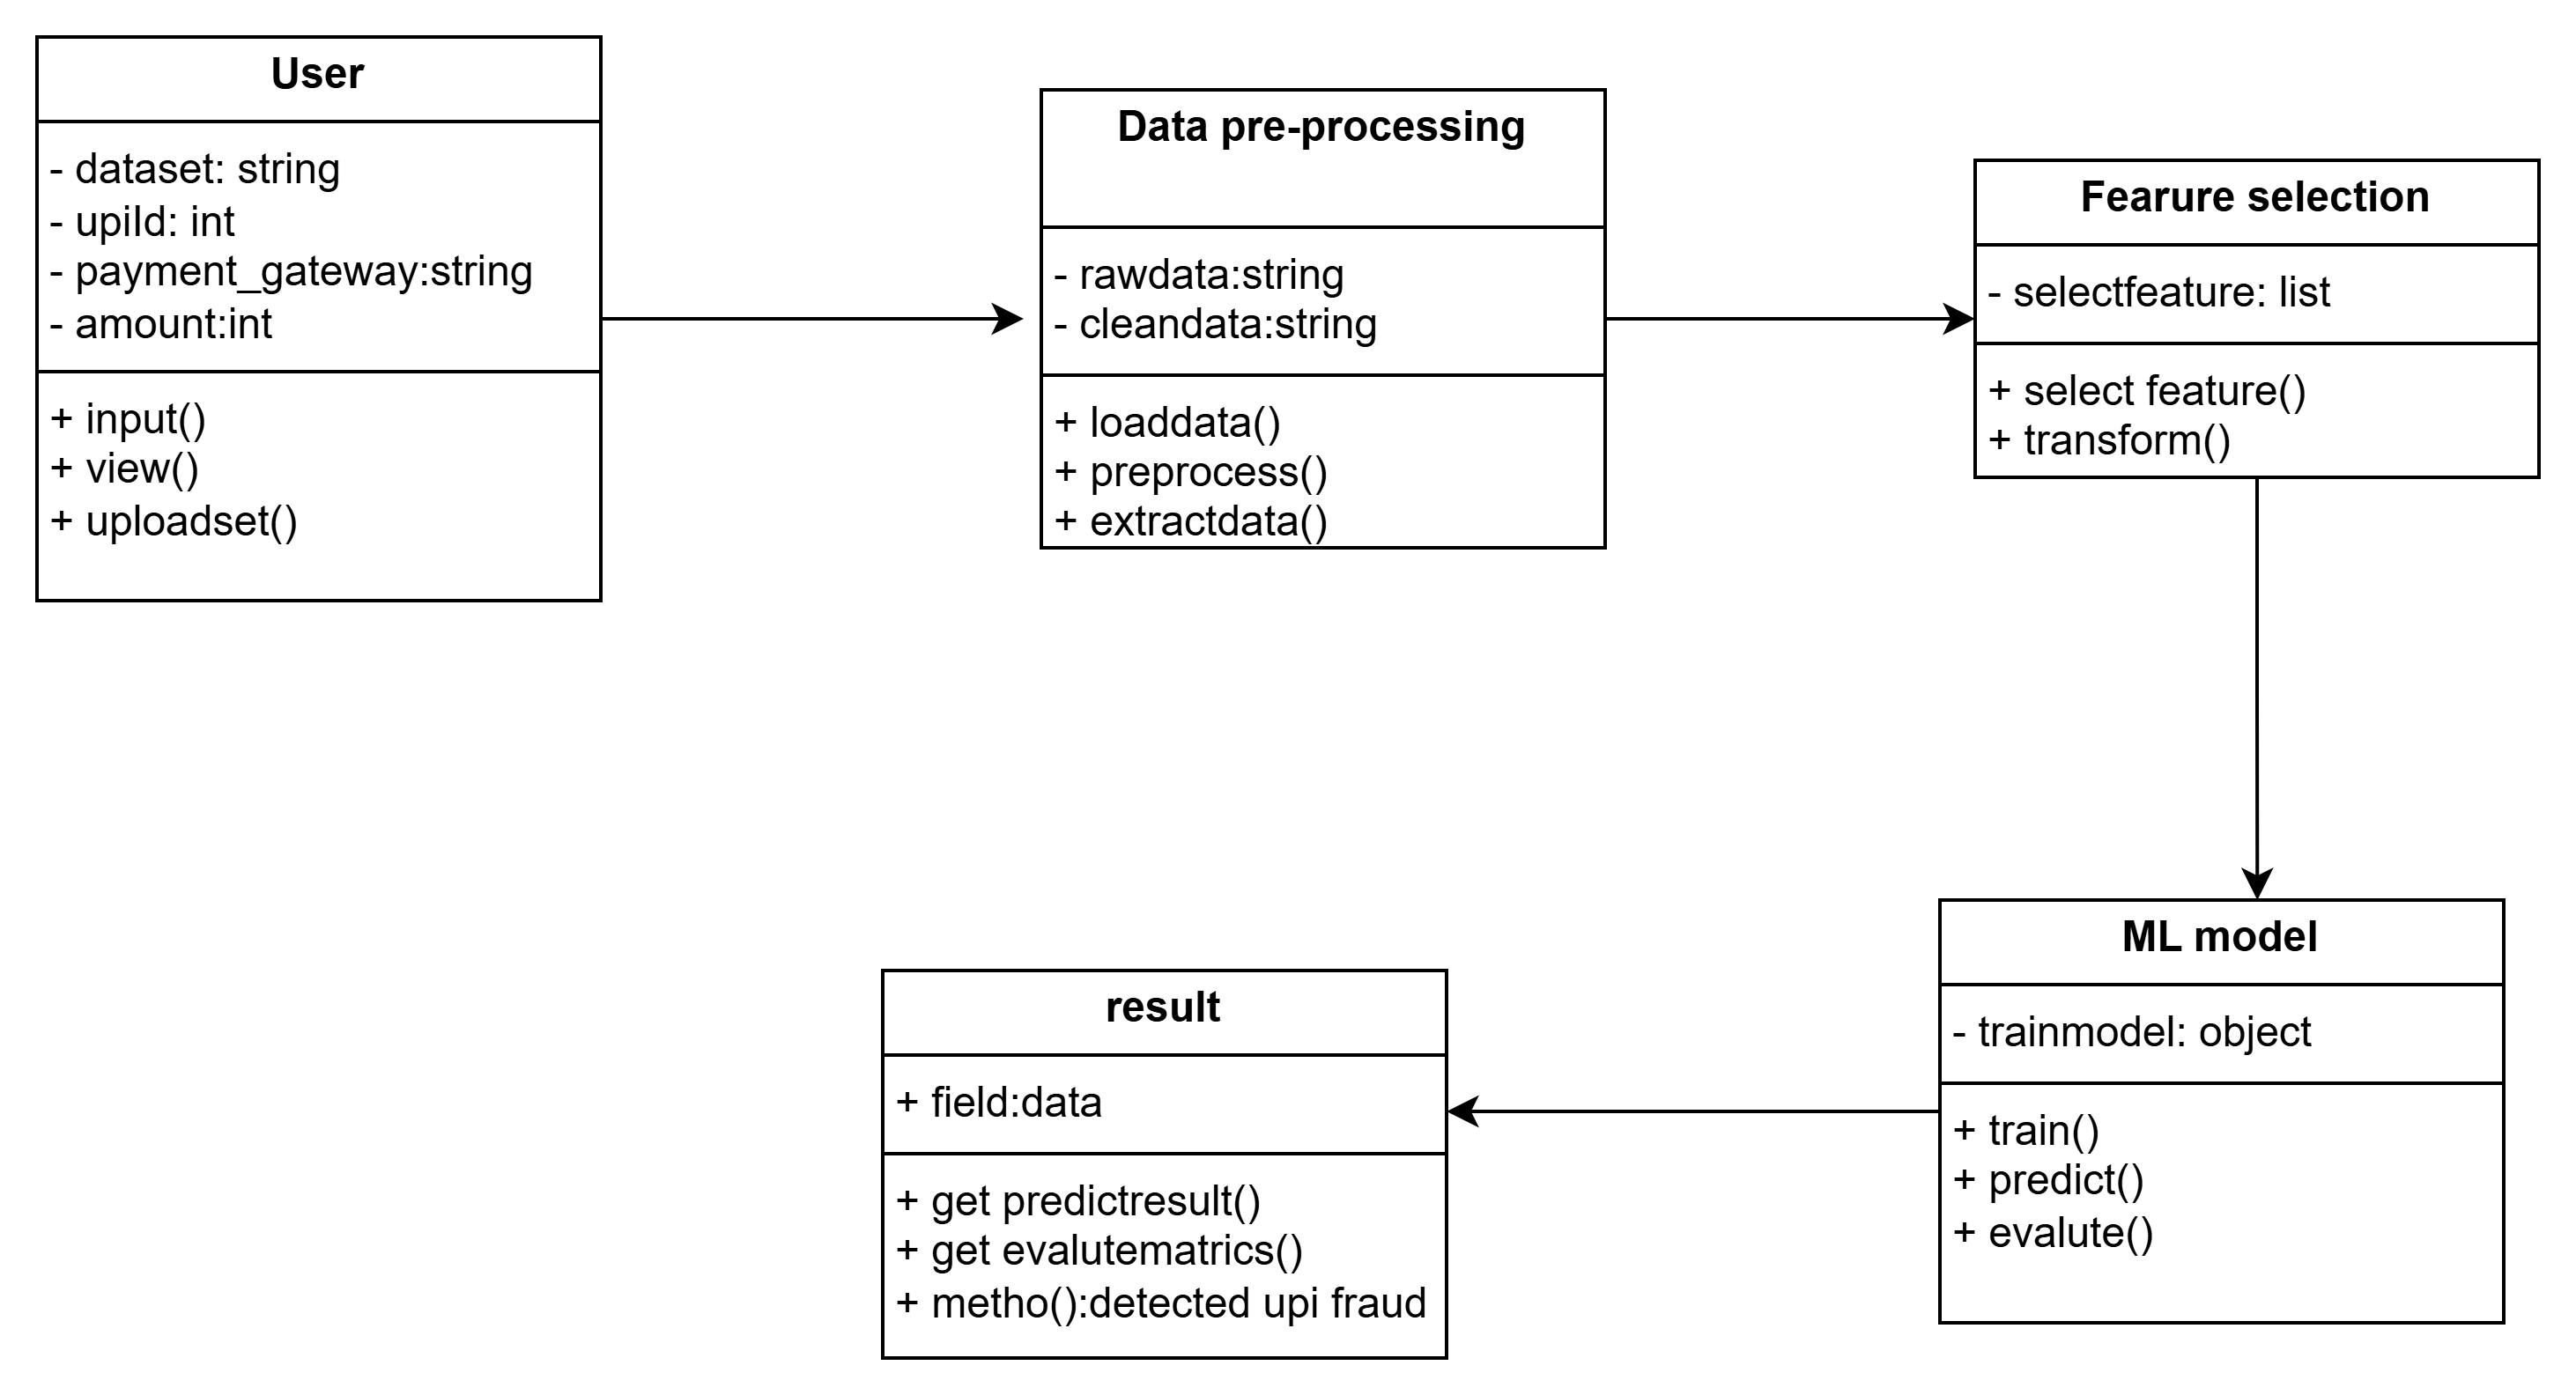 User
- dataset: string
- upiId: int
- payment_gateway:string
- amount:int
+ input()
+ view()
+ uploadset()
Data pre-processing
- rawdata:string
- cleandata:string
+ loaddata()
+ preprocess()
+ extractdata()
Fearure selection
- selectfeature: list
+ select feature()
+ transform()
ML model
- trainmodel: object
+ train()
+ predict()
+ evalute()
result
+ field:data
+ get predictresult()
+ get evalutematrics()
+ metho():detected upi fraud